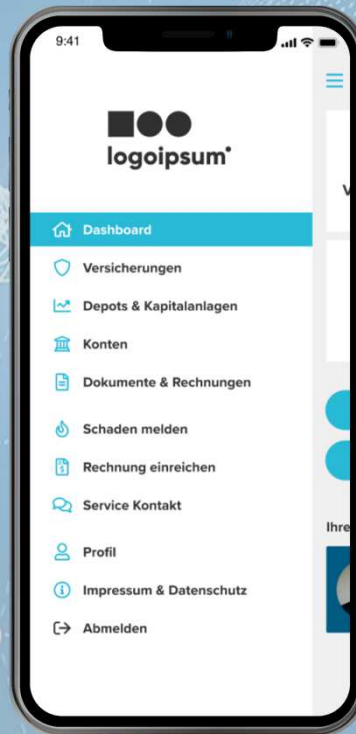 9:41
logoipsum
Dashboard
Versicherungen
Depots & Kapitalanlagen
Konten
Dokumente & Rechnungen
Schaden melden
Rechnung einreichen
Service Kontakt
Profil
Impressum & Datenschutz
Abmelden
Ihre